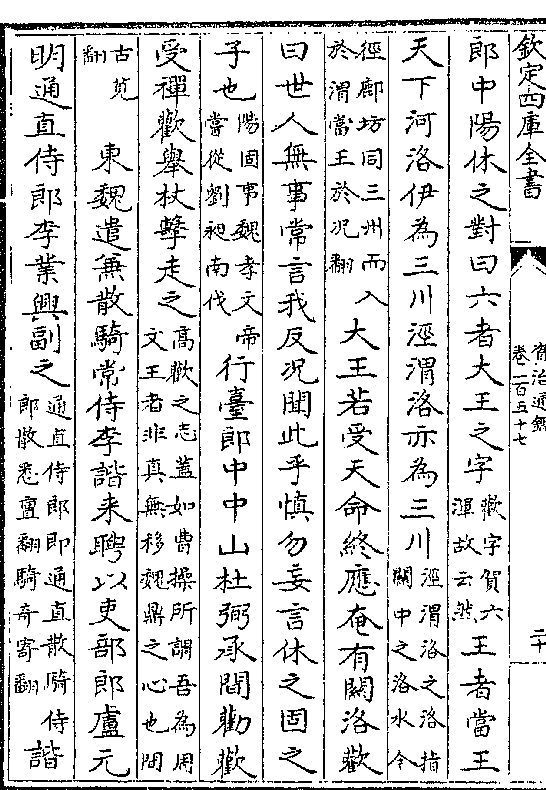 欽定四庫全書
資治通鑑
卷一百五十七
二十
郎中陽休之對曰六者大王之字歡字賀六渾故云然王者當王
天下河洛伊為三川涇渭洛亦為三川涇渭洛之洛指關中之洛水今
徑鄜坊同三州而入於渭當王於况翻大王若受天命終應奄有關洛歡
曰世人無事常言我反况聞此乎慎勿妄言休之固之
子也陽固事魏孝文帝嘗從劉昶南伐行臺郎中中山杜弼承間勸歡
受禪歡舉杖擊走之高歡之志蓋如曹操所謂吾為周文王者非真無移魏鼎之心也間
古莧翻東魏遣兼散騎常侍李諧来聘以吏部郎盧元
明通直侍郎李業興副之通直侍郎即通直散騎侍郎散悉亶翻騎奇寄翻諧